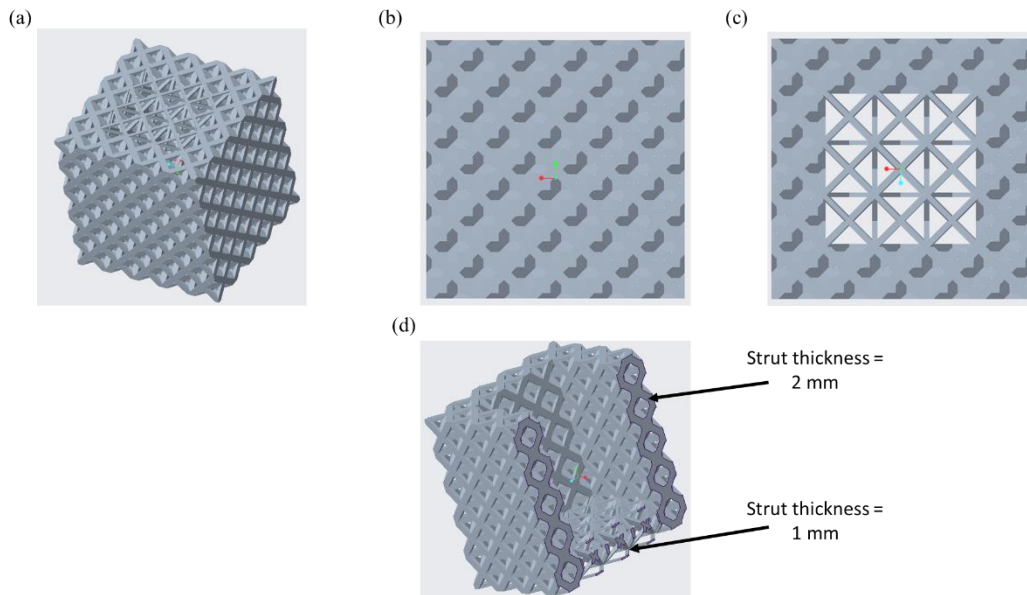 (a)
(b)
(c)
(d)
Strut thickness =
2 mm
Strut thickness =
1 mm